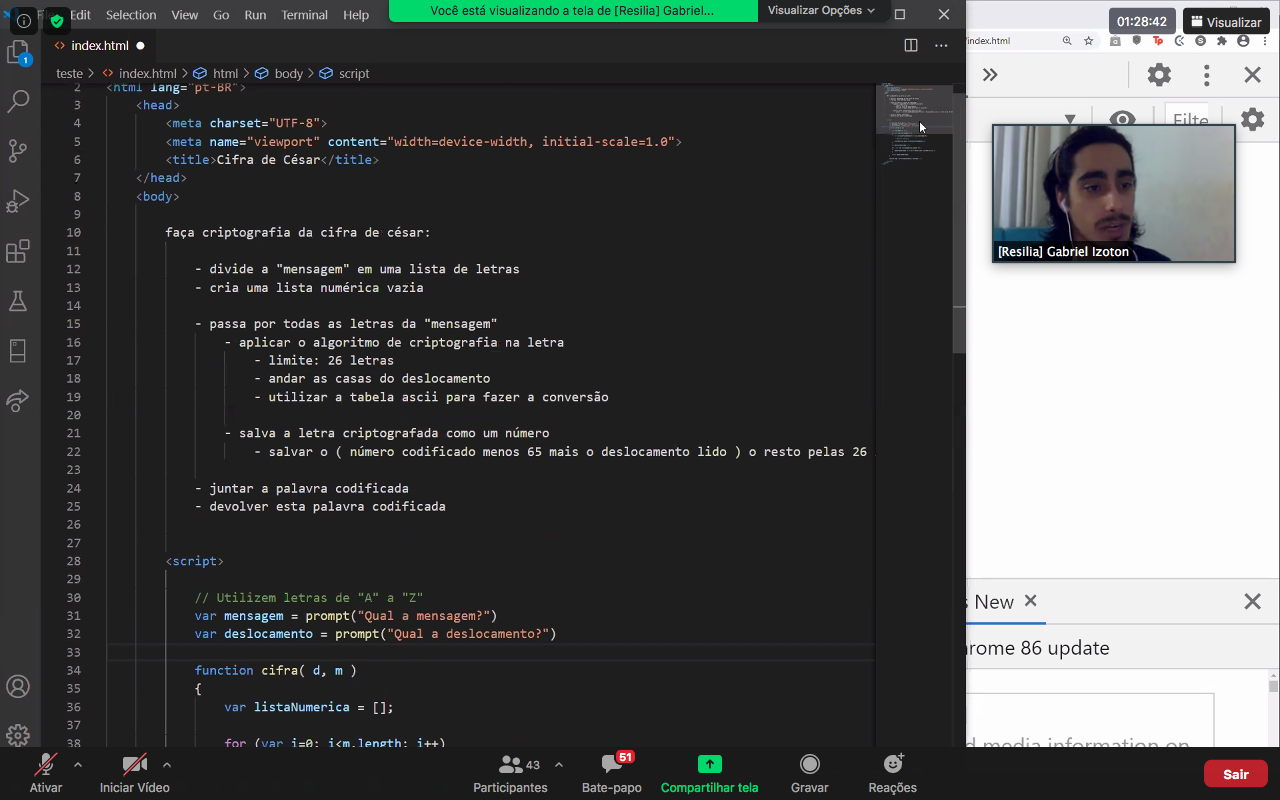 File Edit Selection View Go Run Terminal Help
Você está visualizando a tela de [Resilia] Gabriel...
Visualizar Opções
01:28:42
Visualizar
index.html
/index.html
teste > index.html > html > body > script
1
2 <html lang="pt-BR">
3 <head>
4 <meta charset="UTF-8">
5 <meta name="viewport" content="width=device-width, initial-scale=1.0">
6 <title>Cifra de César</title>
7 </head>
8 <body>
9
10 faça criptografia da cifra de césar:
11
12 - divide a "mensagem" em uma lista de letras
13 - cria uma lista numérica vazia
14
15 - passa por todas as letras da "mensagem"
16 - aplicar o algoritmo de criptografia na letra
17 - limite: 26 letras
18 - andar as casas do deslocamento
19 - utilizar a tabela ascii para fazer a conversão
20
21 - salva a letra criptografada como um número
22 - salvar o ( número codificado menos 65 mais o deslocamento lido ) o resto pelas 26
23
24 - juntar a palavra codificada
25 - devolver esta palavra codificada
26
27
28 <script>
29
30 // Utilizem letras de "A" a "Z"
31 var mensagem = prompt("Qual a mensagem?")
32 var deslocamento = prompt("Qual a deslocamento?")
33
34 function cifra( d, m )
35 {
36 var listaNumerica = [];
37
38 for (var i=0; i<m.length; i++)
Filte
[Resilia] Gabriel Izoton
s New
rome 86 update
d media information on
Ativar
Iniciar Vídeo
43
Participantes
51
Bate-papo
Compartilhar tela
Gravar
Reações
Sair